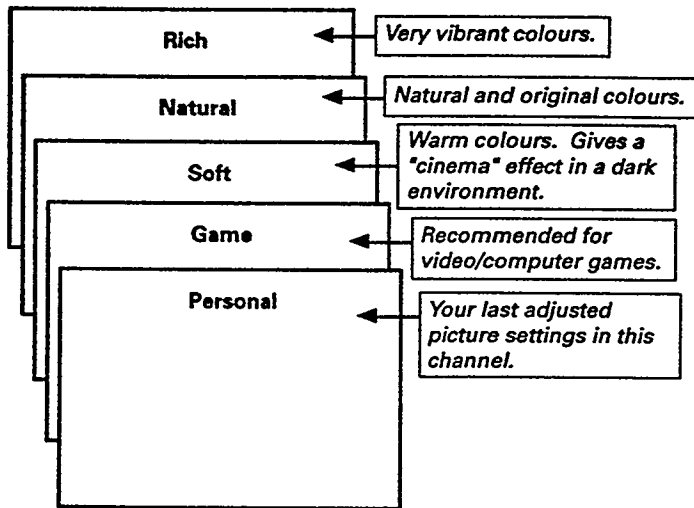 Rich
Very vibrant colours.
Natural
Natural and original colours.
Soft
Warm colours. Gives a
"cinema" effect in a dark
environment.
Game
Recommended for
video/computer games.
Personal
Your last adjusted
picture settings in this
channel.